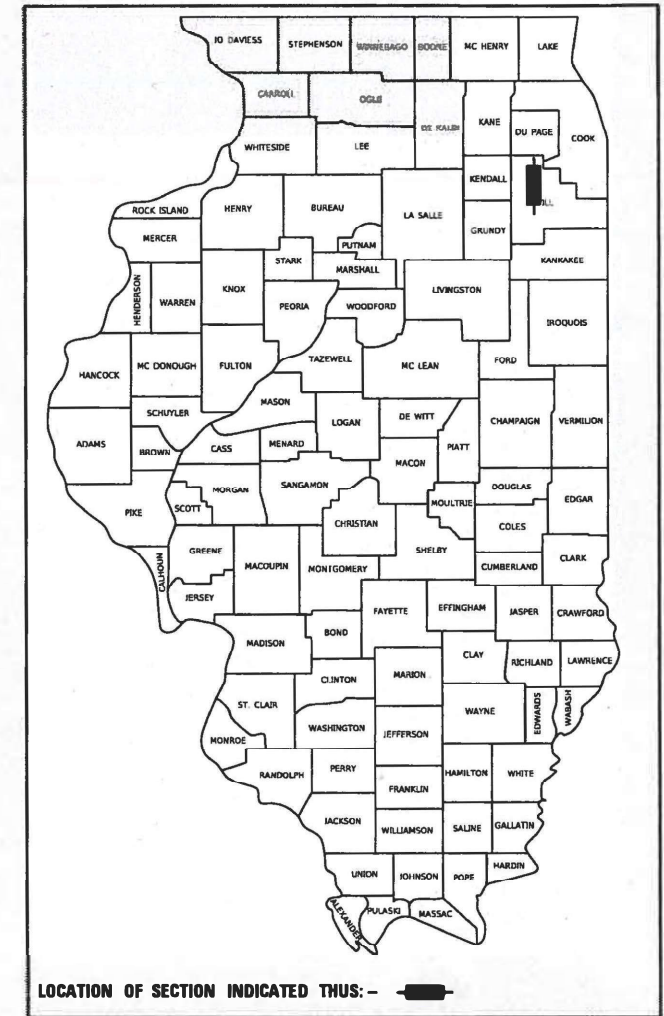 JO DAVIESS STEPHENSON WINNEBAGO BOONE MC HENRY LAKE
CARROLL OGLE DE KALB KANE DU PAGE COOK
WHITESIDE LEE KENDALL
ROCK ISLAND HENRY BUREAU LA SALLE GRUNDY
MERCER PUTNAM KANKAKEE
STARK MARSHALL
HENDERSON WARREN KNOX PEORIA WOODFORD LIVINGSTON IROQUOIS
HANCOCK MC DONOUGH FULTON TAZEWELL MC LEAN FORD
SCHUYLER MASON LOGAN DE WITT CHAMPAIGN VERMILION
ADAMS BROWN CASS MENARD PIATT
MACON
PIKE SCOTT MORGAN SANGAMON MOULTRIE DOUGLAS EDGAR
CHRISTIAN COLES
CALHOUN GREENE MACOUPIN MONTGOMERY SHELBY CUMBERLAND CLARK
JERSEY FAYETTE EFFINGHAM JASPER CRAWFORD
MADISON BOND
CLAY RICHLAND LAWRENCE
CLINTON MARION
ST. CLAIR WAYNE EDWARDS WABASH
MONROE WASHINGTON JEFFERSON
RANDOLPH PERRY HAMILTON WHITE
FRANKLIN
JACKSON WILLIAMSON SALINE GALLATIN
UNION JOHNSON POPE HARDIN
ALEXANDER PULASKI MASSAC
LOCATION OF SECTION INDICATED THUS:-